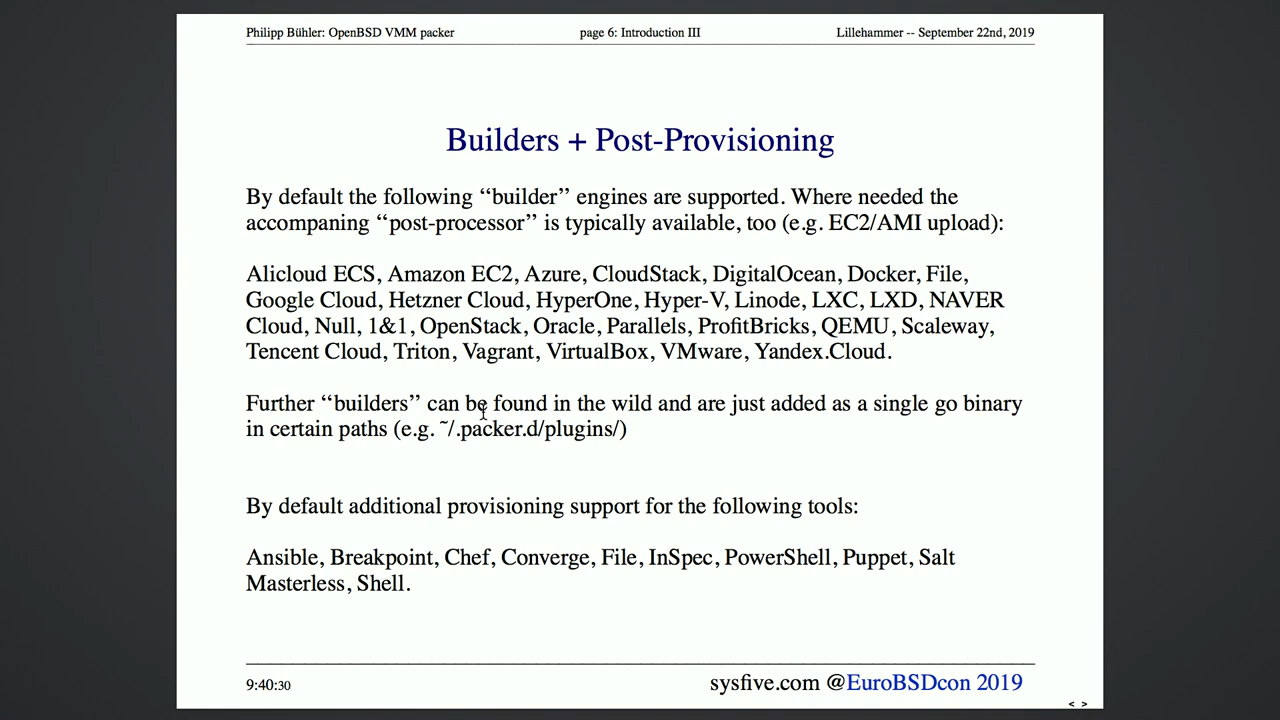 Philipp Bühler: OpenBSD VMM packer page 6: Introduction III Lillehammer -- September 22nd, 2019
Builders + Post-Provisioning
By default the following “builder” engines are supported. Where needed the
accompaning “post-processor” is typically available, too (e.g. EC2/AMI upload):
Alicloud ECS, Amazon EC2, Azure, CloudStack, DigitalOcean, Docker, File,
Google Cloud, Hetzner Cloud, HyperOne, Hyper-V, Linode, LXC, LXD, NAVER
Cloud, Null, 1&1, OpenStack, Oracle, Parallels, ProfitBricks, QEMU, Scaleway,
Tencent Cloud, Triton, Vagrant, VirtualBox, VMware, Yandex.Cloud.
Further “builders” can be found in the wild and are just added as a single go binary
in certain paths (e.g. ~/.packer.d/plugins/)
By default additional provisioning support for the following tools:
Ansible, Breakpoint, Chef, Converge, File, InSpec, PowerShell, Puppet, Salt
Masterless, Shell.
9:40:30 sysfive.com @EuroBSDcon 2019
< >